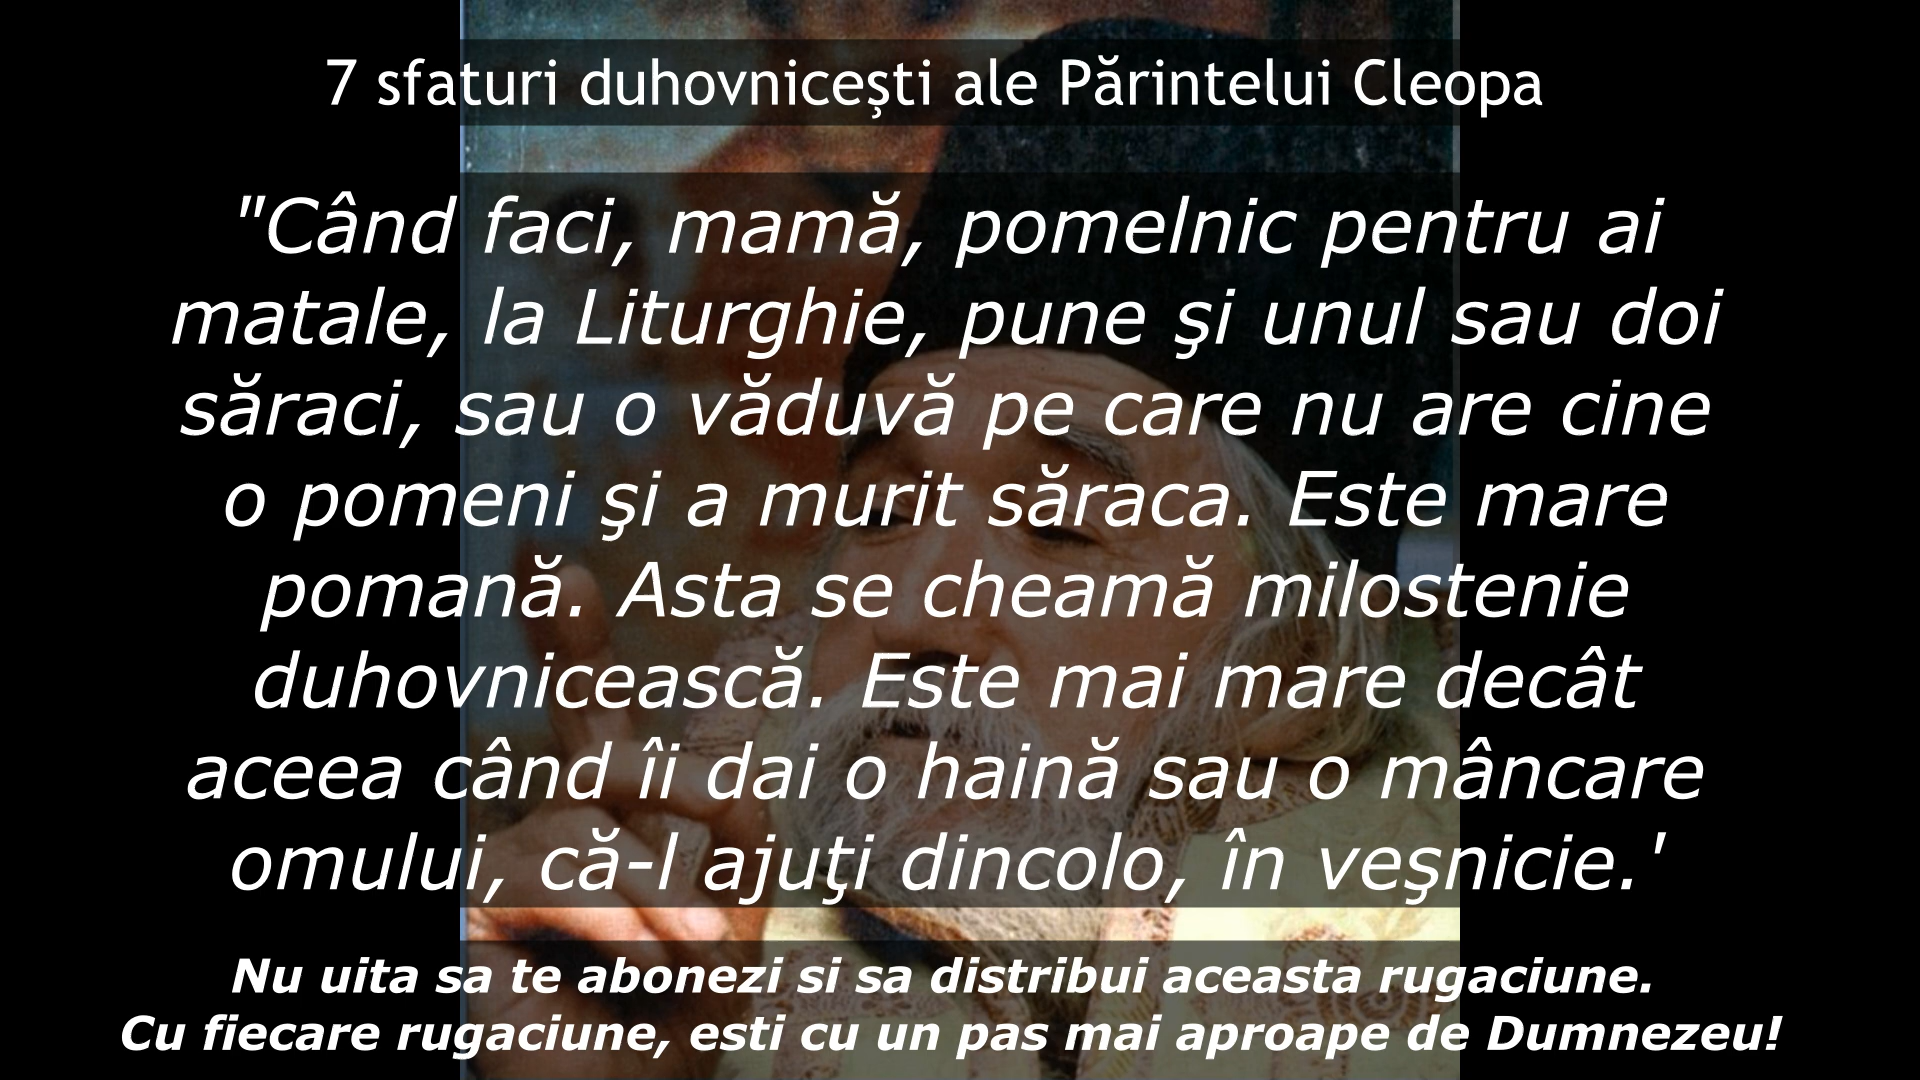 7 sfaturi duhovniceşti ale Părintelui Cleopa
"Când faci, mamă, pomelnic pentru ai
matale, la Liturghie, pune şi unul sau doi
săraci, sau o văduvă pe care nu are cine
o pomeni şi a murit săraca. Este mare
pomană. Asta se cheamă milostenie
duhovnicească. Este mai mare decât
aceea când îi dai o haină sau o mâncare
omului, că-l ajuţi dincolo, în veşnicie.'
Nu uita sa te abonezi si sa distribui aceasta rugaciune.
Cu fiecare rugaciune, esti cu un pas mai aproape de Dumnezeu!